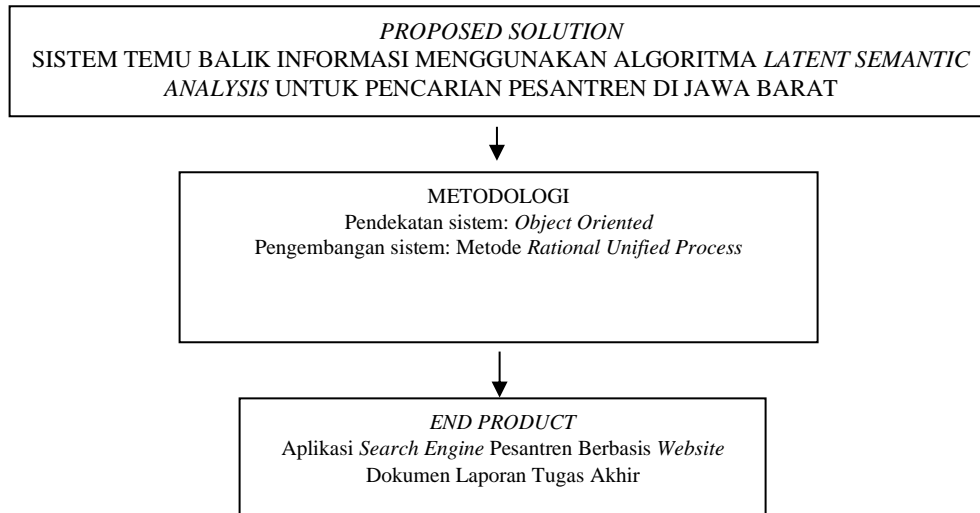 PROPOSED SOLUTION
SISTEM TEMU BALIK INFORMASI MENGGUNAKAN ALGORITMA LATENT SEMANTIC
ANALYSIS UNTUK PENCARIAN PESANTREN DI JAWA BARAT
METODOLOGI
Pendekatan sistem: Object Oriented
Pengembangan sistem: Metode Rational Unified Process
END PRODUCT
Aplikasi Search Engine Pesantren Berbasis Website
Dokumen Laporan Tugas Akhir